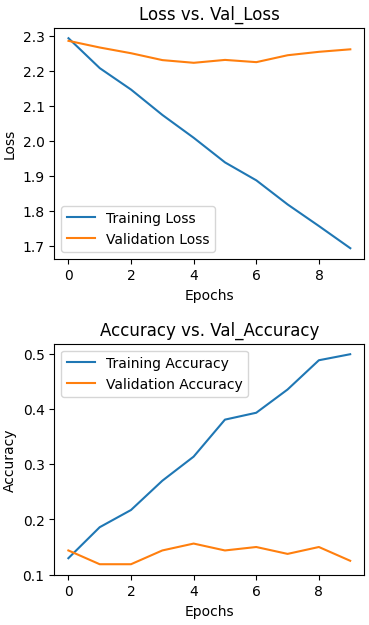 Loss vs. Val_Loss
2.3
2.2
2.1
2.0
1.9
1.8
1.7
Loss
Training Loss
Validation Loss
0 2 4 6 8
Epochs
Accuracy vs. Val_Accuracy
0.5
0.4
0.3
0.2
0.1
Accuracy
Training Accuracy
Validation Accuracy
0 2 4 6 8
Epochs